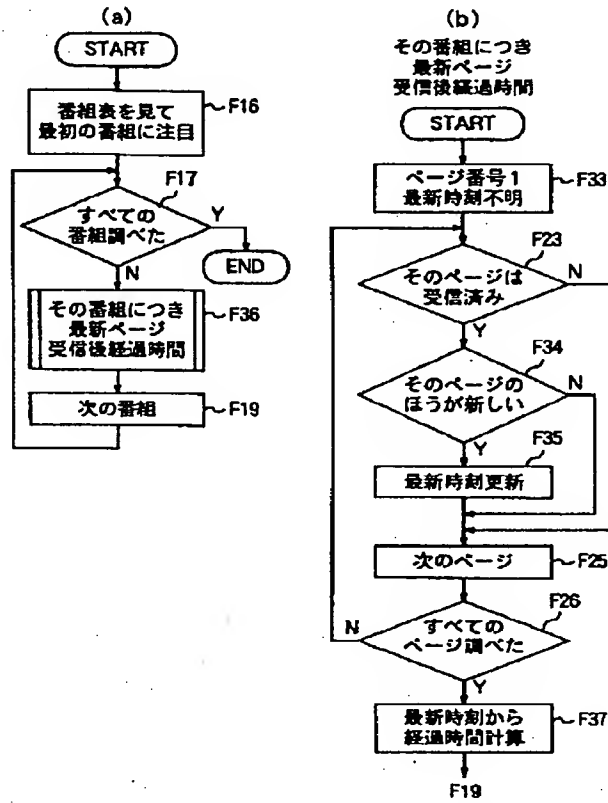 (a)
START
番組表を見て
最初の番組に注目
F16
F17
すべての
番組調べた
Y
N
END
その番組につき
最新ページ
受信後経過時間
F36
次の番組
F19
(b)
その番組につき
最新ページ
受信後経過時間
START
ページ番号1
最新時刻不明
F33
F23
そのページは
受信済み
N
Y
F34
そのページの
ほうが新しい
N
Y
F35
最新時刻更新
次のページ
F25
F26
すべての
ページ調べた
N
Y
最新時刻から
経過時間計算
F37
F19